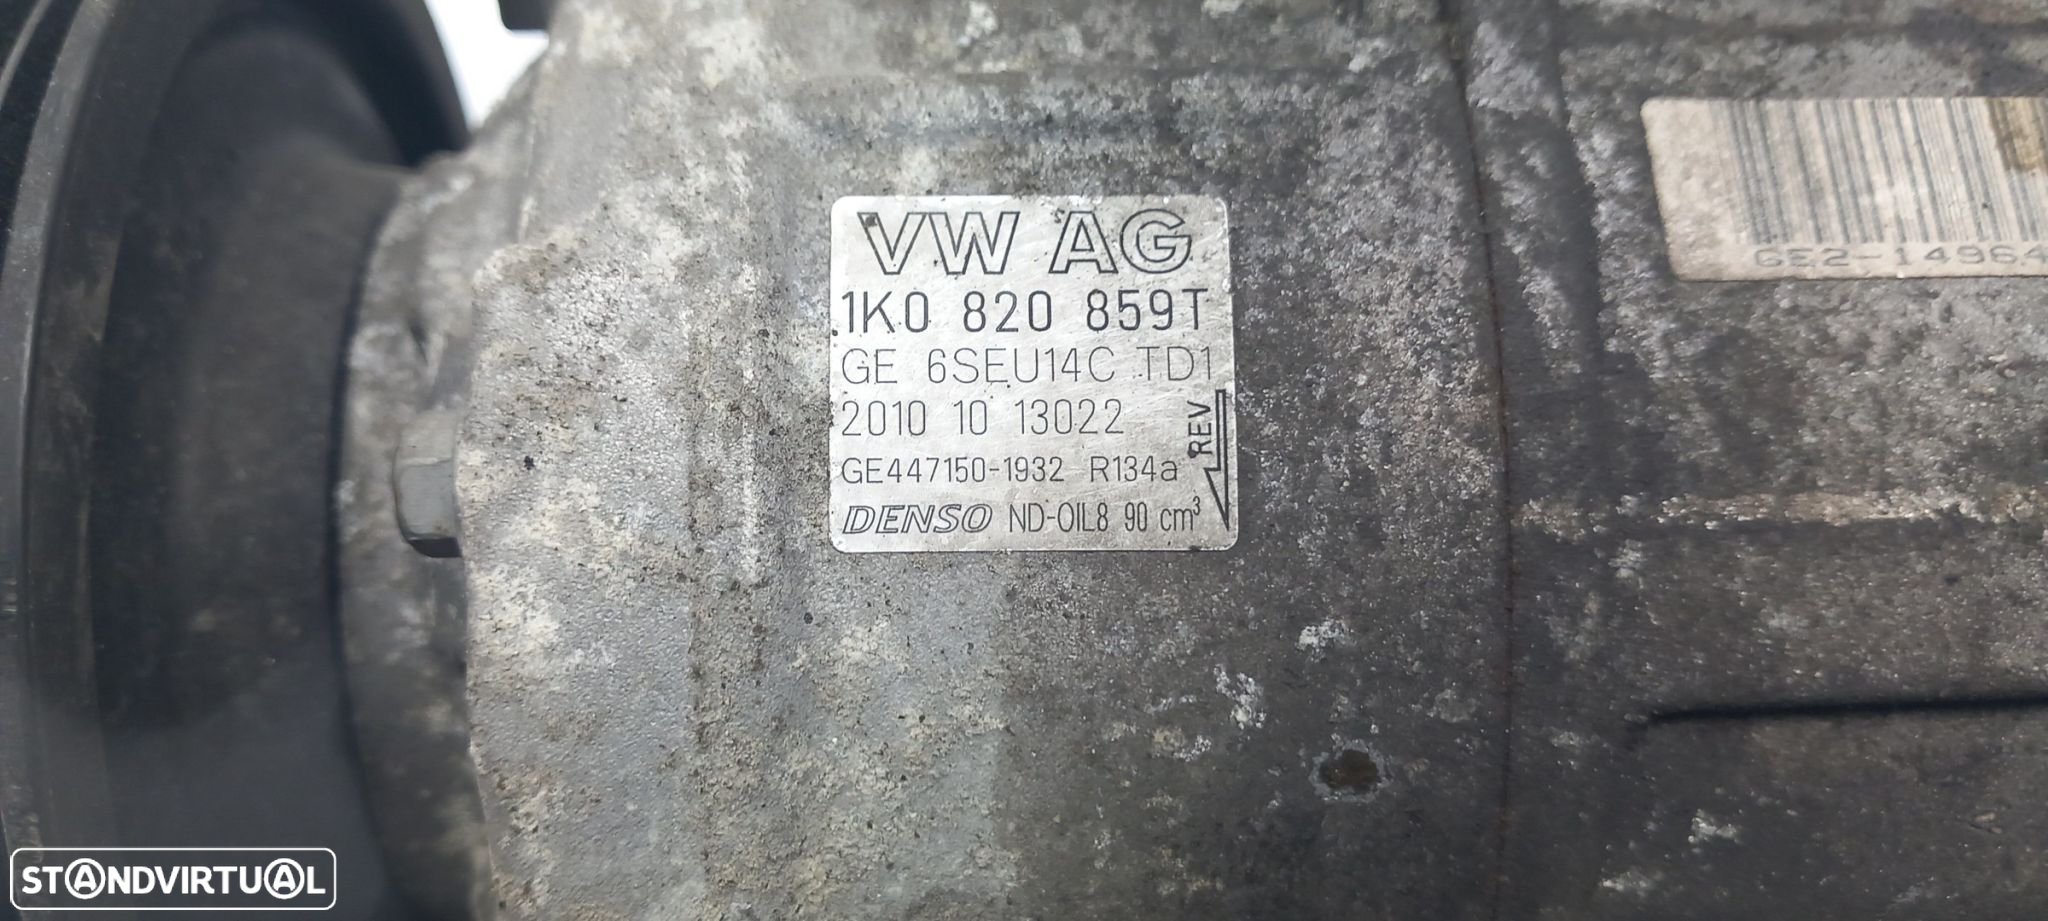 VW AG
1K0 820 859T
GE 6SEU14C TD1
2010 10 13022
REV
GE447150-1932 R134a
DENSO ND-OIL8 90 cm³
GE2-14964
STANDVIRTUAL